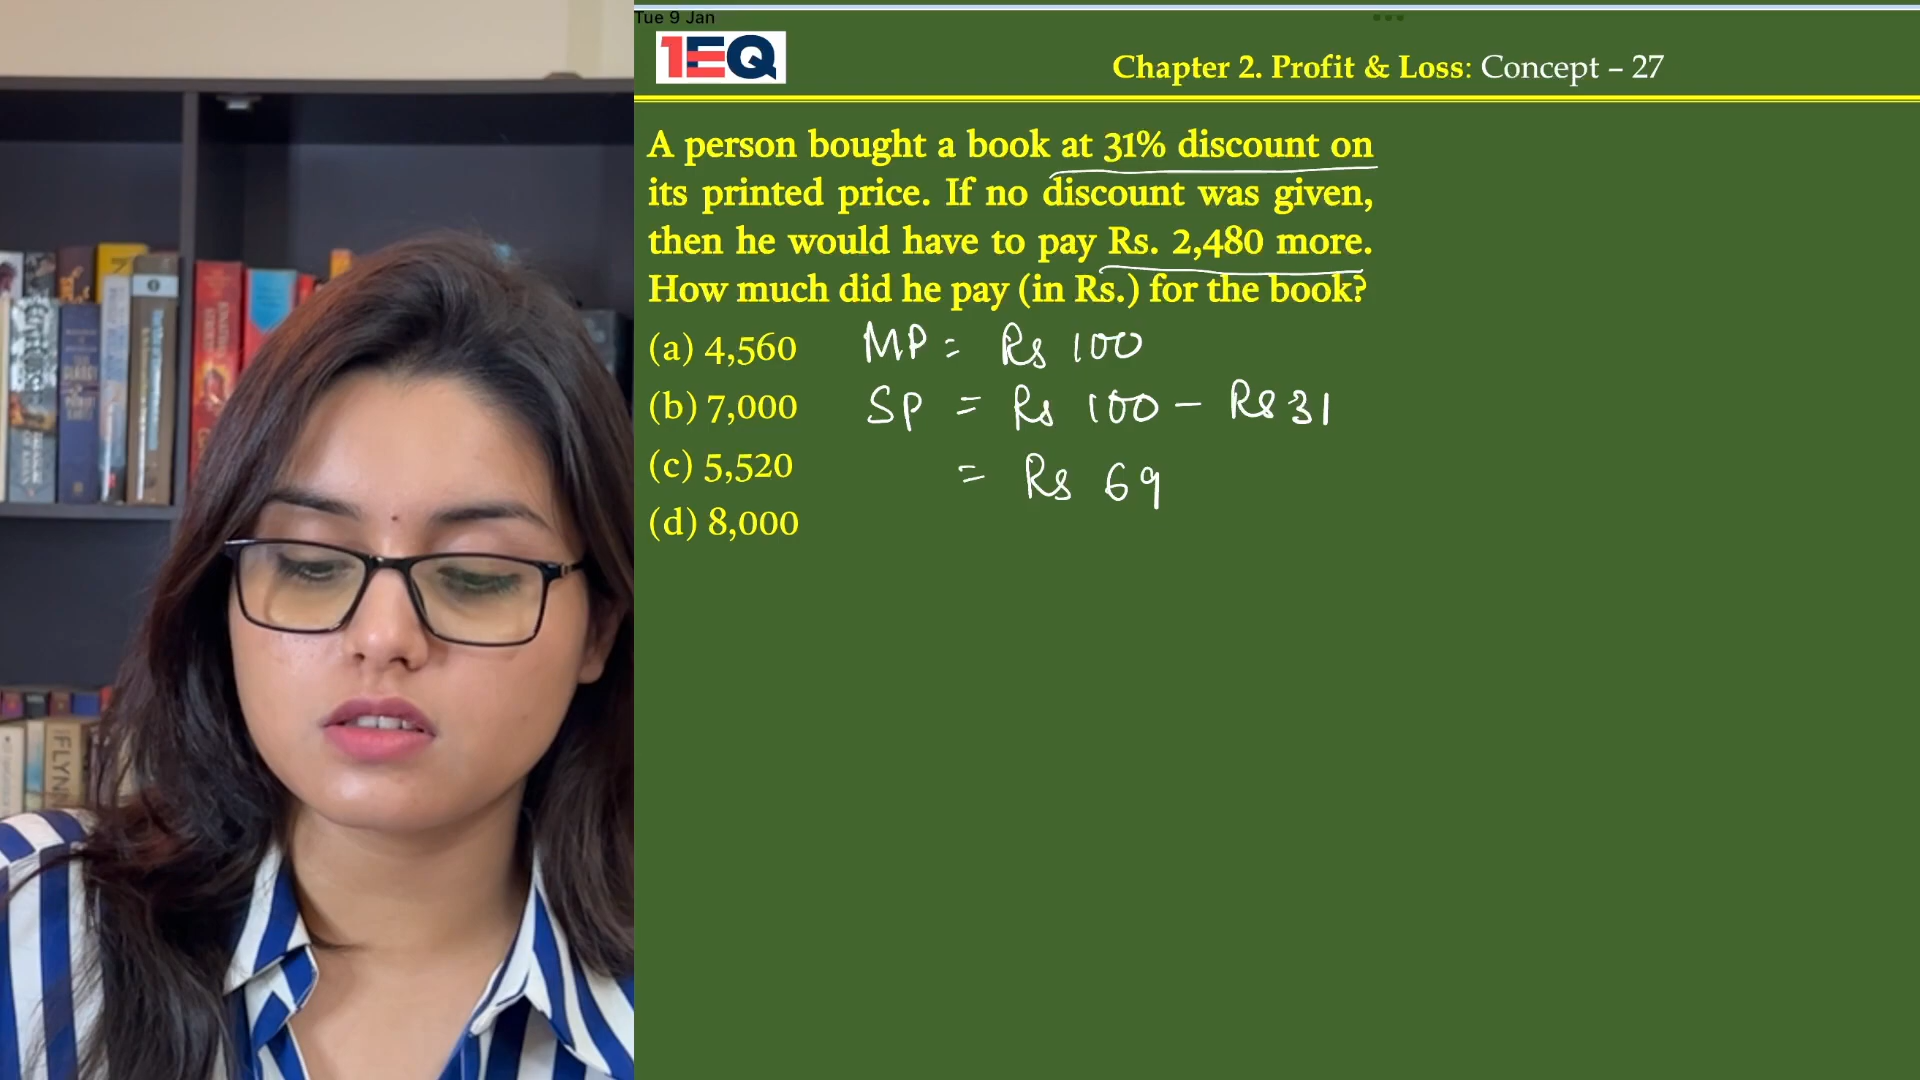 Tue 9 Jan
1EQ
Chapter 2. Profit & Loss: Concept – 27
A person bought a book at 31% discount on
its printed price. If no discount was given,
then he would have to pay Rs. 2,480 more.
How much did he pay (in Rs.) for the book?
(a) 4,560
MP = Rs 100
(b) 7,000
SP = Rs 100 – Rs 31
(c) 5,520
= Rs 69
(d) 8,000
FLYNN